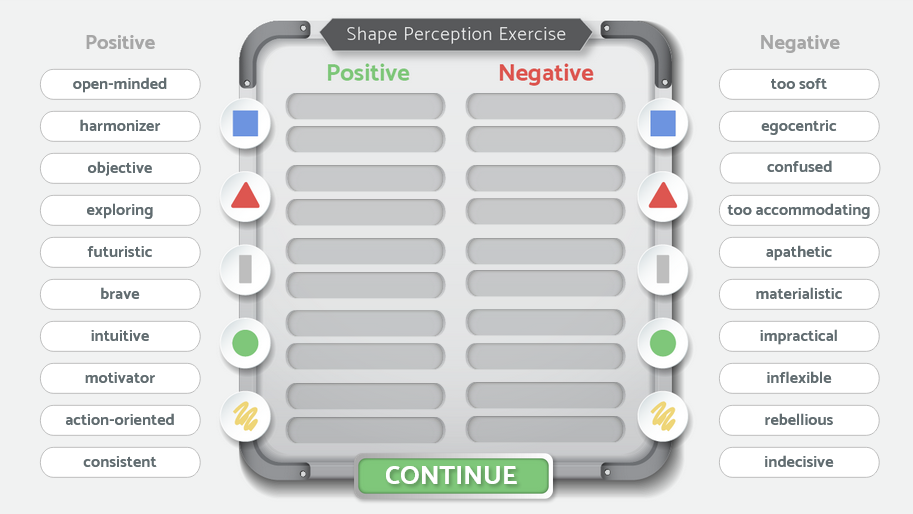 Shape Perception Exercise
Positive
Negative
Positive
Negative
open-minded
harmonizer
objective
exploring
futuristic
brave
intuitive
motivator
action-oriented
consistent
too soft
egocentric
confused
too accommodating
apathetic
materialistic
impractical
inflexible
rebellious
indecisive
CONTINUE